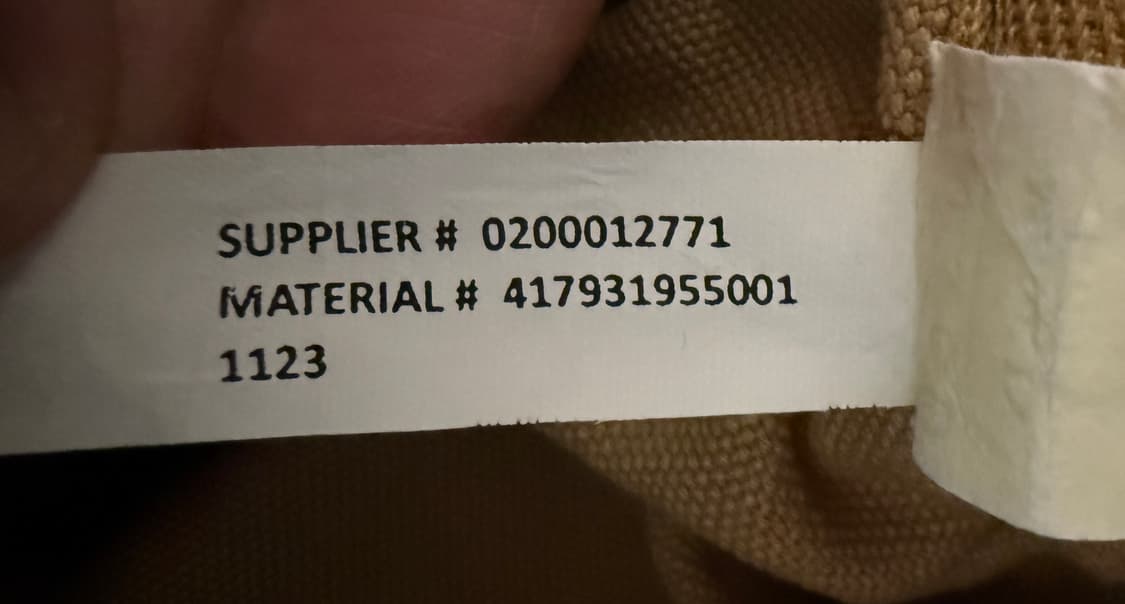 SUPPLIER # 0200012771
MATERIAL # 417931955001
1123